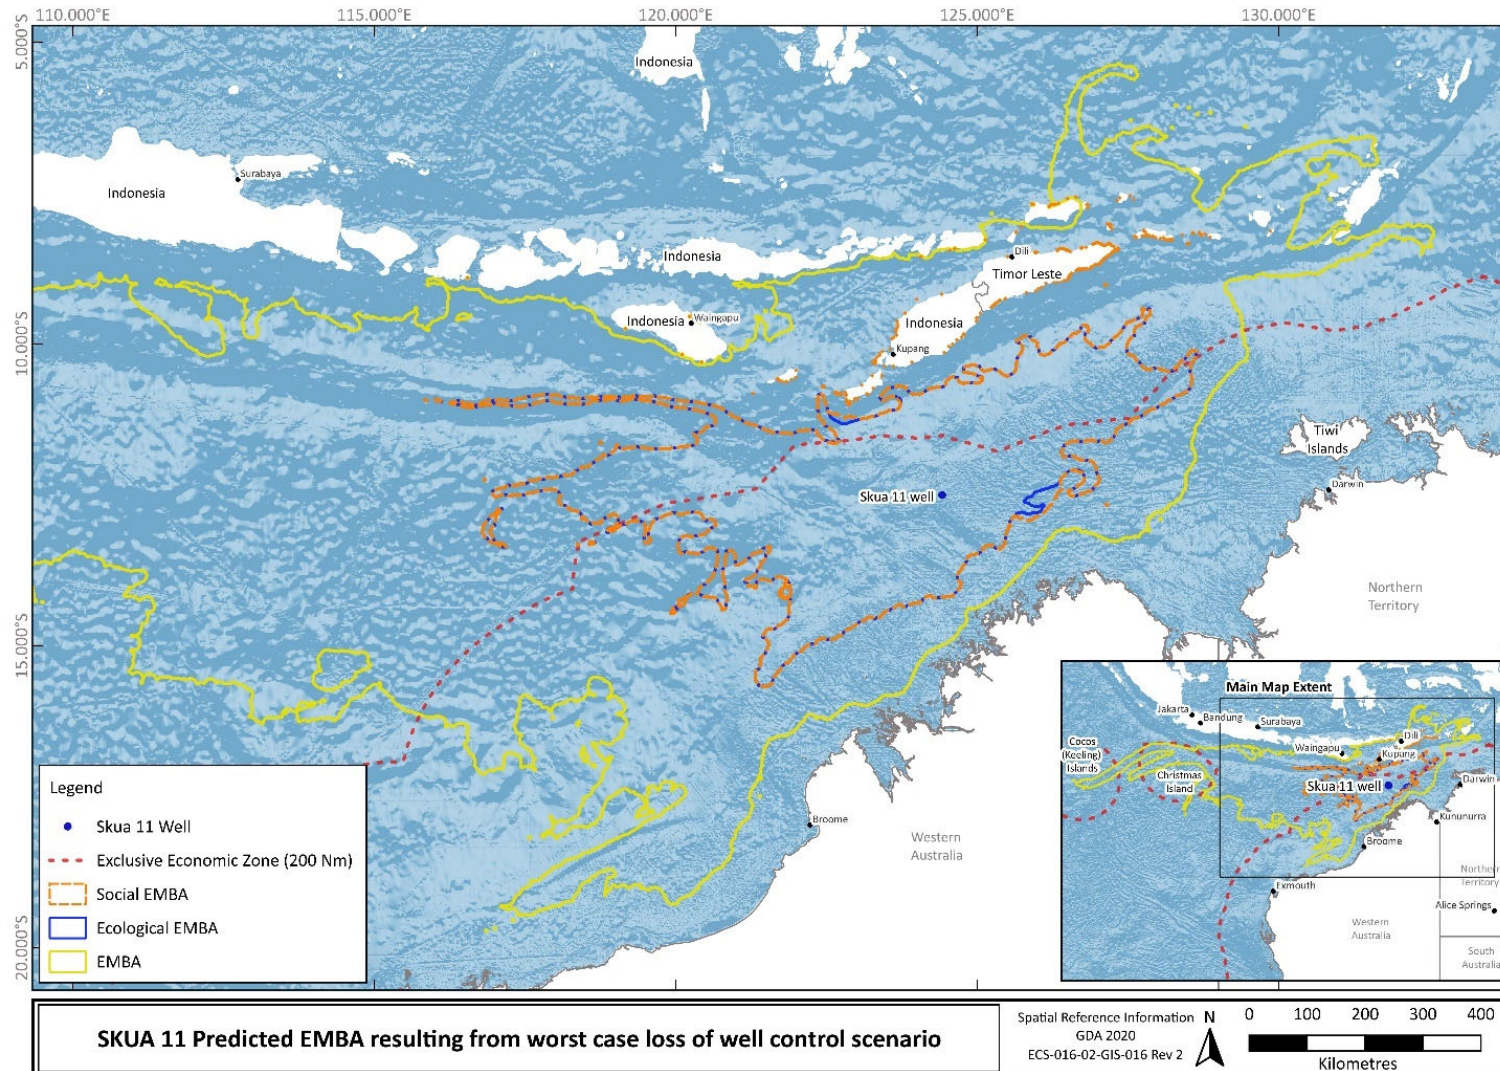 110.000°E 115.000°E 120.000°E 125.000°E 130.000°E
5.000°S
10.000°S
15.000°S
20.000°S
Indonesia
Surabaya
Indonesia
Indonesia
Dili
Timor Leste
Indonesia
Waingapu
Indonesia
Kupang
Tiwi
Islands
Darwin
Skua 11 well
Northern
Territory
Broome
Western
Australia
Legend
Skua 11 Well
Exclusive Economic Zone (200 Nm)
Social EMBA
Ecological EMBA
EMBA
Main Map Extent
Jakarta
Bandung
Surabaya
Dili
Waingapu
Kupang
Cocos
(Keeling)
Islands
Christmas
Island
Skua 11 well
Darwin
Kununurra
Broome
Exmouth
Northern
Territory
Alice Springs
Western
Australia
South
Australia
SKUA 11 Predicted EMBA resulting from worst case loss of well control scenario
Spatial Reference Information
GDA 2020
ECS-016-02-GIS-016 Rev 2
N
0 100 200 300 400
Kilometres